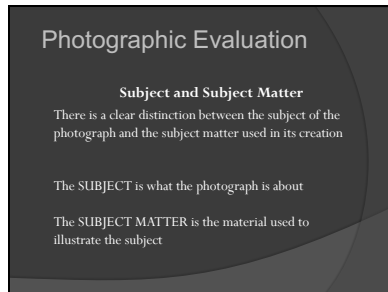 Photographic Evaluation
Subject and Subject Matter
There is a clear distinction between the subject of the
photograph and the subject matter used in its creation
The SUBJECT is what the photograph is about
The SUBJECT MATTER is the material used to
illustrate the subject